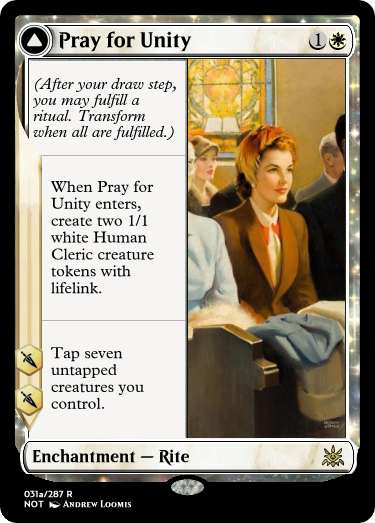 Pray for Unity
1
(After your draw step,
you may fulfill a
ritual. Transform
when all are fulfilled.)
When Pray for
Unity enters,
create two 1/1
white Human
Cleric creature
tokens with
lifelink.
Tap seven
untapped
creatures you
control.
Enchantment — Rite
031a/287 R
NOT Andrew Loomis